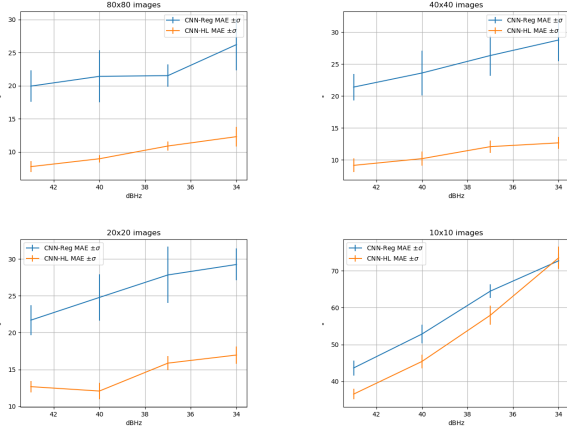 80x80 images
CNN-Reg MAE ±σ
CNN-HL MAE ±σ
30
25
20
15
10
42 40 38 36 34
dBHz
40x40 images
CNN-Reg MAE ±σ
CNN-HL MAE ±σ
30
25
20
15
10
42 40 38 36 34
dBHz
20x20 images
CNN-Reg MAE ±σ
CNN-HL MAE ±σ
30
25
20
15
10
42 40 38 36 34
dBHz
10x10 images
CNN-Reg MAE ±σ
CNN-HL MAE ±σ
70
60
50
40
42 40 38 36 34
dBHz